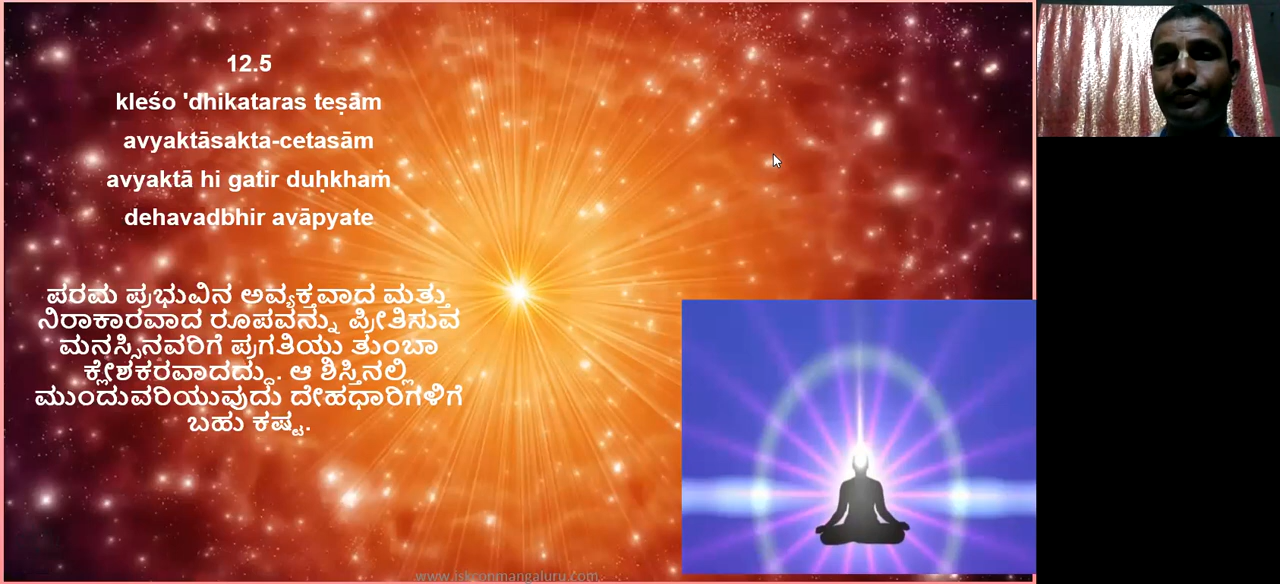 12.5
kleśo 'dhikataras teṣām
avyaktāsakta-cetasām
avyaktā hi gatir duḥkhaṁ
dehavadbhir avāpyate
ಪರಮ ಪ್ರಭುವಿನ ಅವ್ಯಕ್ತವಾದ ಮತ್ತು
ನಿರಾಕಾರವಾದ ರೂಪವನ್ನು ಪ್ರೀತಿಸುವ
ಮನಸ್ಸಿನವರಿಗೆ ಪ್ರಗತಿಯು ತುಂಬಾ
ಕ್ಲೇಶಕರವಾದದ್ದು. ಆ ಶಿಸ್ತಿನಲ್ಲಿ
ಮುಂದುವರಿಯುವುದು ದೇಹಧಾರಿಗಳಿಗೆ
ಬಹು ಕಷ್ಟ.
www.iskconmangaluru.com